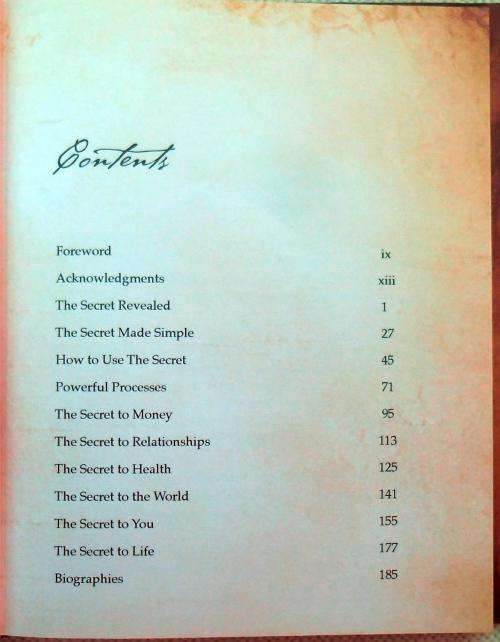 Contents
Foreword ix
Acknowledgments xiii
The Secret Revealed 1
The Secret Made Simple 27
How to Use The Secret 45
Powerful Processes 71
The Secret to Money 95
The Secret to Relationships 113
The Secret to Health 125
The Secret to the World 141
The Secret to You 155
The Secret to Life 177
Biographies 185